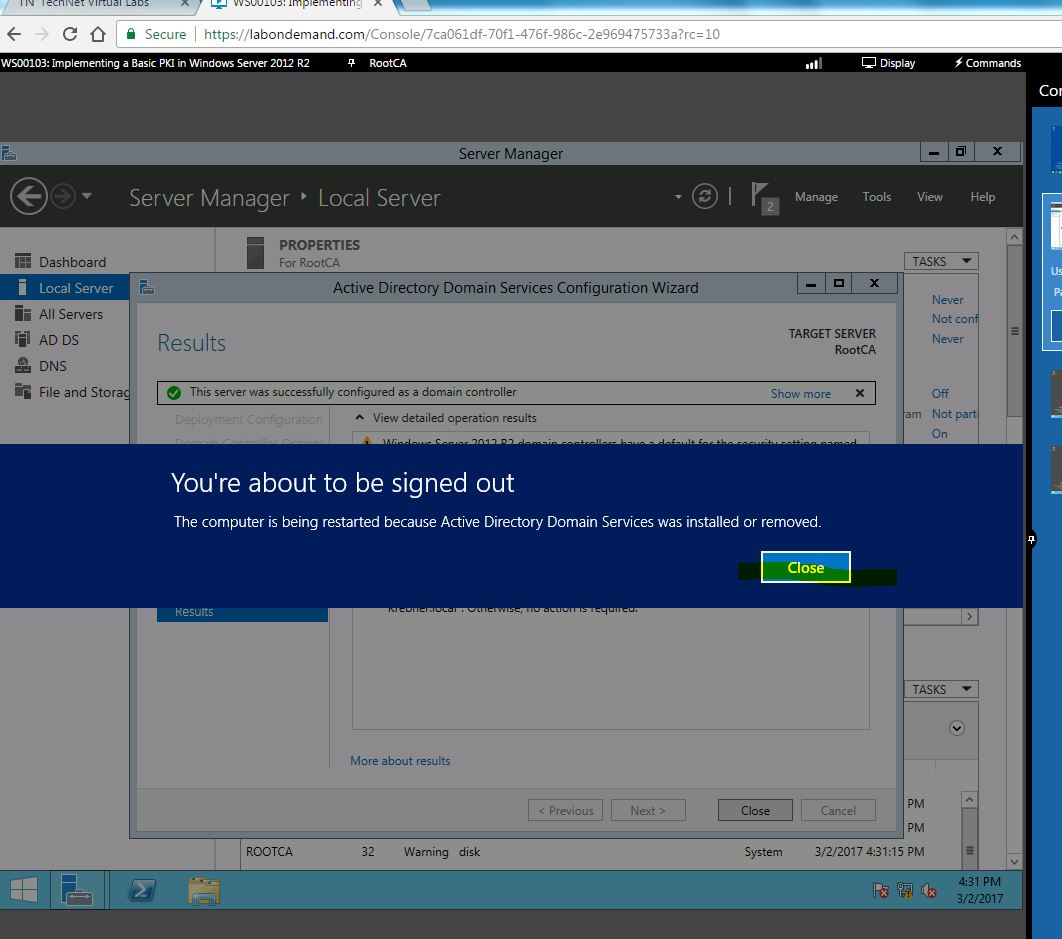 TN TechNet Virtual Labs
WS00103: Implementing
Secure https://labondemand.com/Console/7ca061df-70f1-476f-986c-2e969475733a?rc=10
WS00103: Implementing a Basic PKI in Windows Server 2012 R2
RootCA
Display
Commands
Server Manager
Server Manager
Local Server
2
Manage
Tools
View
Help
Dashboard
Local Server
All Servers
AD DS
DNS
File and Storag
PROPERTIES
For RootCA
TASKS
Never
Not conf
Never
Off
ram Not part
On
Active Directory Domain Services Configuration Wizard
Results
TARGET SERVER
RootCA
This server was successfully configured as a domain controller
Show more
Deployment Configuration
Domain Controller Options
View detailed operation results
Windows Server 2012 R2 domain controllers have a default for the security setting named
You're about to be signed out
The computer is being restarted because Active Directory Domain Services was installed or removed.
Close
Results
Krebner.local". Otherwise, no action is required.
More about results
< Previous
Next >
Close
Cancel
TASKS
PM
PM
ROOTCA 32 Warning disk System 3/2/2017 4:31:15 PM
4:31 PM
3/2/2017